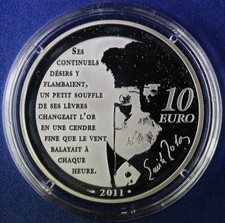 SES
CONTINUELS
DÉSIRS Y
FLAMBAIENT,
UN PETIT SOUFFLE
DE SES LÈVRES
CHANGEAIT L'OR
EN UNE CENDRE
FINE QUE LE VENT
BALAYAIT À
CHAQUE
HEURE.
10
EURO
Emile Zola
2011